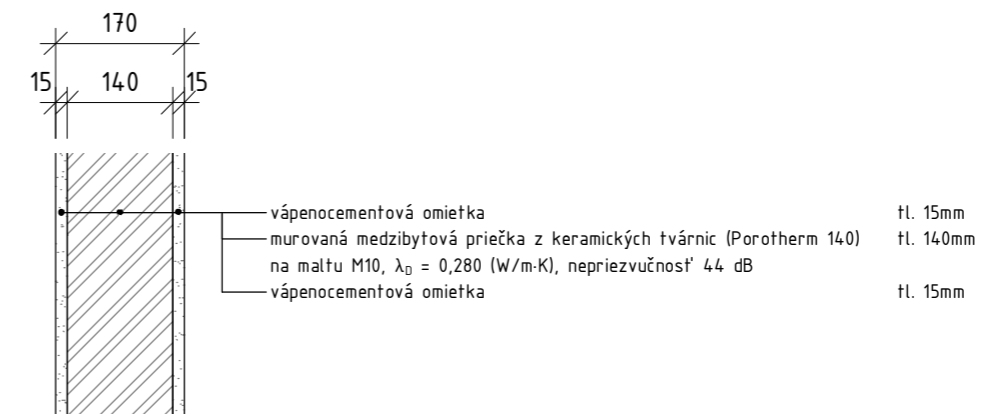 170
15 140 15
vápenocementová omietka tl. 15mm
murovaná medzibytová priečka z keramických tvárnic (Porotherm 140) tl. 140mm
na maltu M10, λD = 0,280 (W/m·K), nepriezvučnosť 44 dB
vápenocementová omietka tl. 15mm